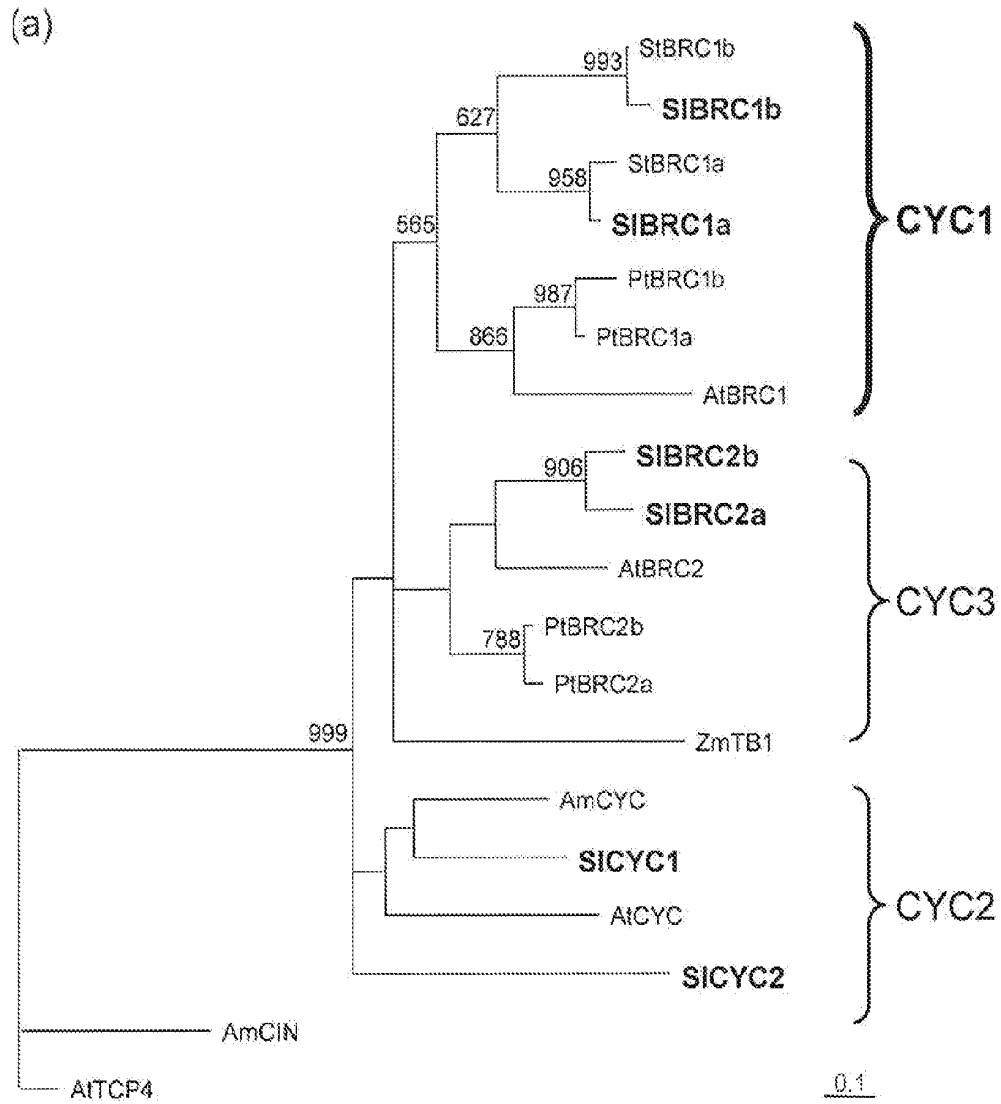 (a)
StBRC1b
993
SlBRC1b
627
StBRC1a
958
SlBRC1a
CYC1
565
PtBRC1b
987
PtBRC1a
866
AtBRC1
SlBRC2b
906
SlBRC2a
AtBRC2
CYC3
PtBRC2b
788
PtBRC2a
999
ZmTB1
AmCYC
SlCYC1
AtCYC
CYC2
SlCYC2
AmCIN
AtTCP4
0.1